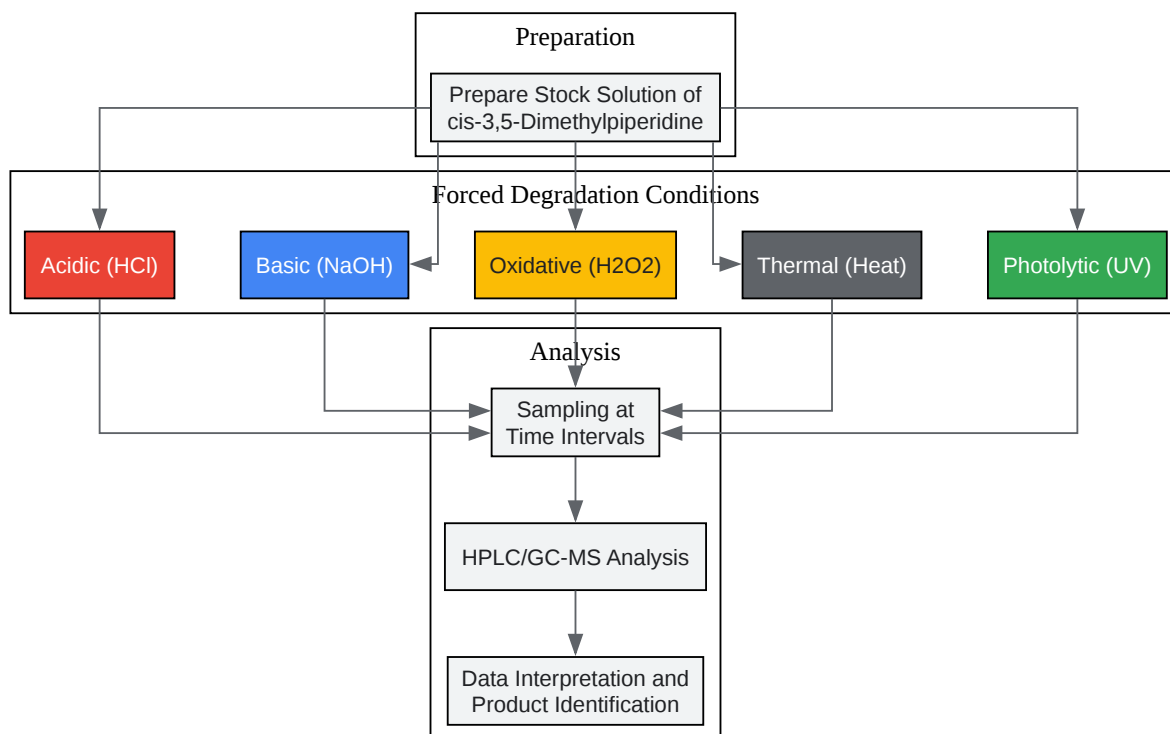 Preparation
Prepare Stock Solution of
cis-3,5-Dimethylpiperidine
Forced Degradation Conditions
Acidic (HCl)
Basic (NaOH)
Oxidative (H2O2)
Thermal (Heat)
Photolytic (UV)
Analysis
Sampling at
Time Intervals
HPLC/GC-MS Analysis
Data Interpretation and
Product Identification